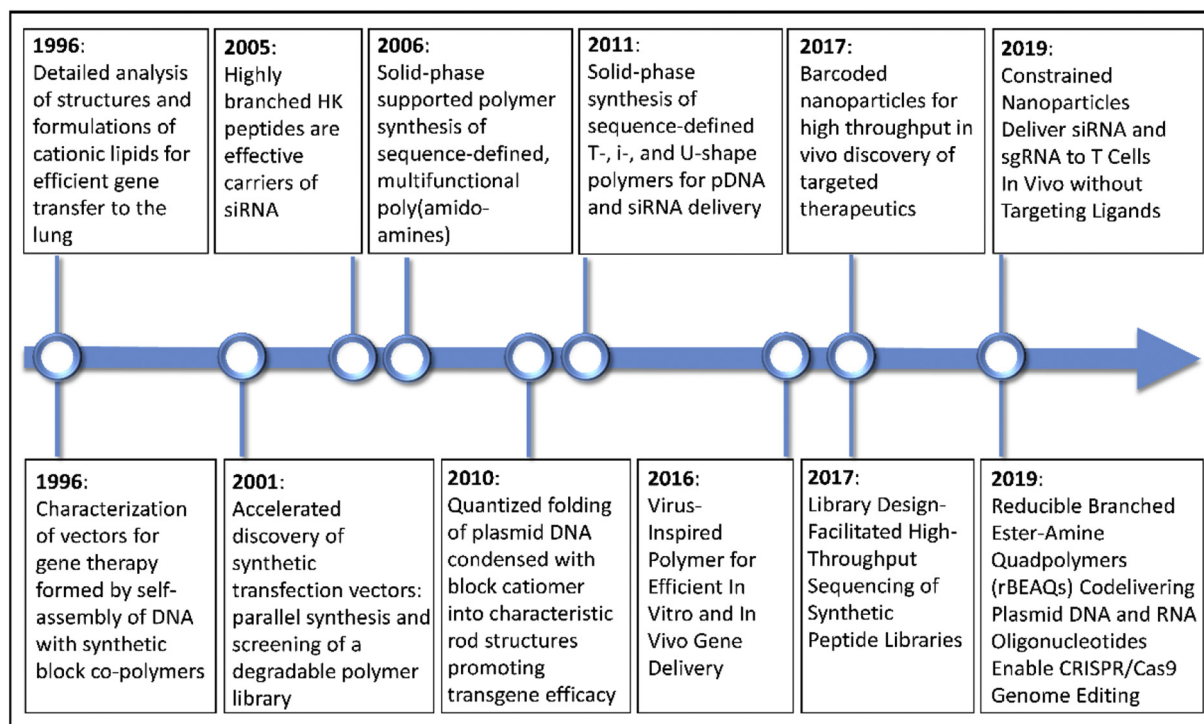 1996:
Detailed analysis
of structures and
formulations of
cationic lipids for
efficient gene
transfer to the
lung
2005:
Highly
branched HK
peptides are
effective
carriers of
siRNA
2006:
Solid-phase
supported polymer
synthesis of
sequence-defined,
multifunctional
poly(amido-
amines)
2011:
Solid-phase
synthesis of
sequence-defined
T-, i-, and U-shape
polymers for pDNA
and siRNA delivery
2017:
Barcoded
nanoparticles for
high throughput in
vivo discovery of
targeted
therapeutics
2019:
Constrained
Nanoparticles
Deliver siRNA and
sgRNA to T Cells
In Vivo without
Targeting Ligands
1996:
Characterization
of vectors for
gene therapy
formed by self-
assembly of DNA
with synthetic
block co-polymers
2001:
Accelerated
discovery of
synthetic
transfection vectors:
parallel synthesis and
screening of a
degradable polymer
library
2010:
Quantized folding
of plasmid DNA
condensed with
block catiomer
into characteristic
rod structures
promoting
transgene efficacy
2016:
Virus-
Inspired
Polymer for
Efficient In
Vitro and In
Vivo Gene
Delivery
2017:
Library Design-
Facilitated High-
Throughput
Sequencing of
Synthetic
Peptide Libraries
2019:
Reducible Branched
Ester-Amine
Quadpolymers
(rBEAQs) Codelivering
Plasmid DNA and RNA
Oligonucleotides
Enable CRISPR/Cas9
Genome Editing